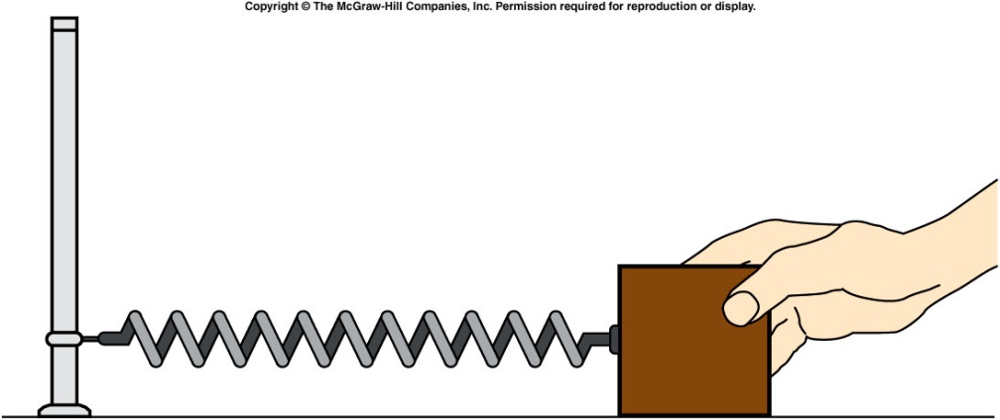 Copyright © The McGraw-Hill Companies, Inc. Permission required for reproduction or display.